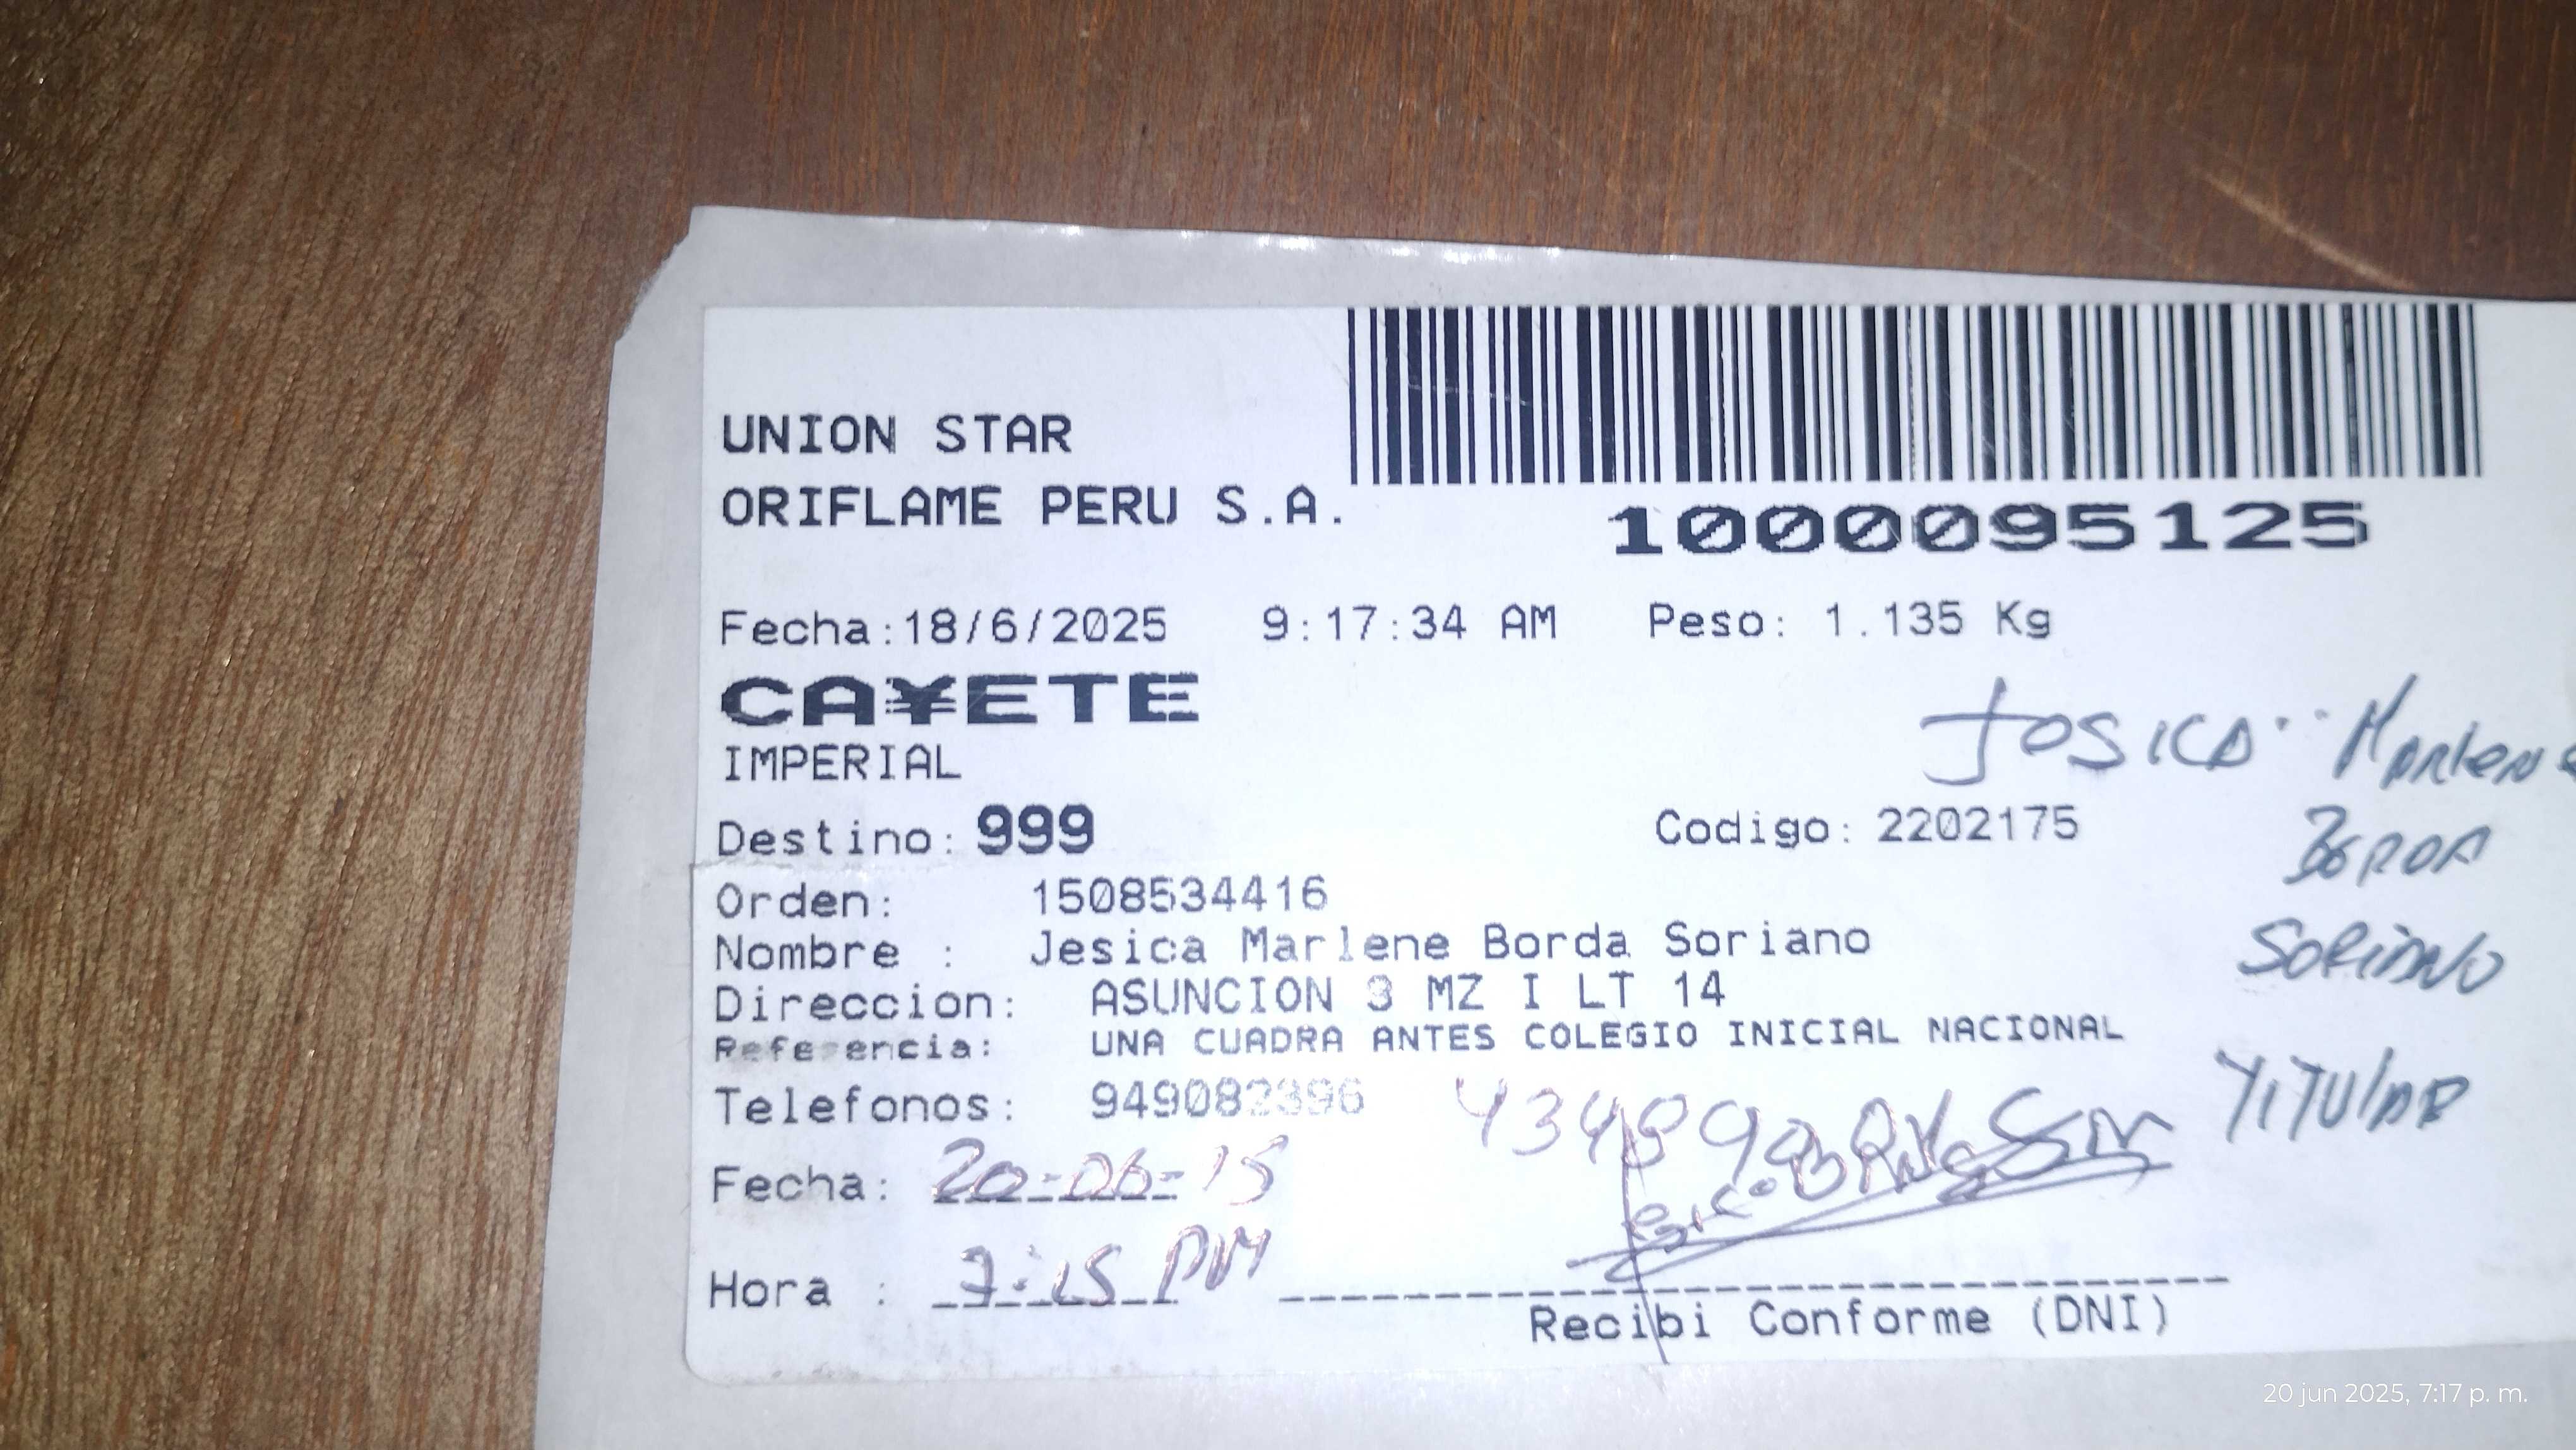 UNION STAR
ORIFLAME PERU S.A.
1000095125
Fecha:18/6/2025 9:17:34 AM Peso: 1.135 Kg
CA¥ETE
IMPERIAL
Destino: 999 Codigo: 2202175
Josica Marlene
Borda
Soriano
Titular
Orden: 1508534416
Nombre : Jesica Marlene Borda Soriano
Direccion: ASUNCION 3 MZ I LT 14
Referencia: UNA CUADRA ANTES COLEGIO INICIAL NACIONAL
Telefonos: 949082396
Fecha: 20-06-15
Hora : 7:15 PM
Recibi Conforme (DNI)
20 jun 2025, 7:17 p. m.